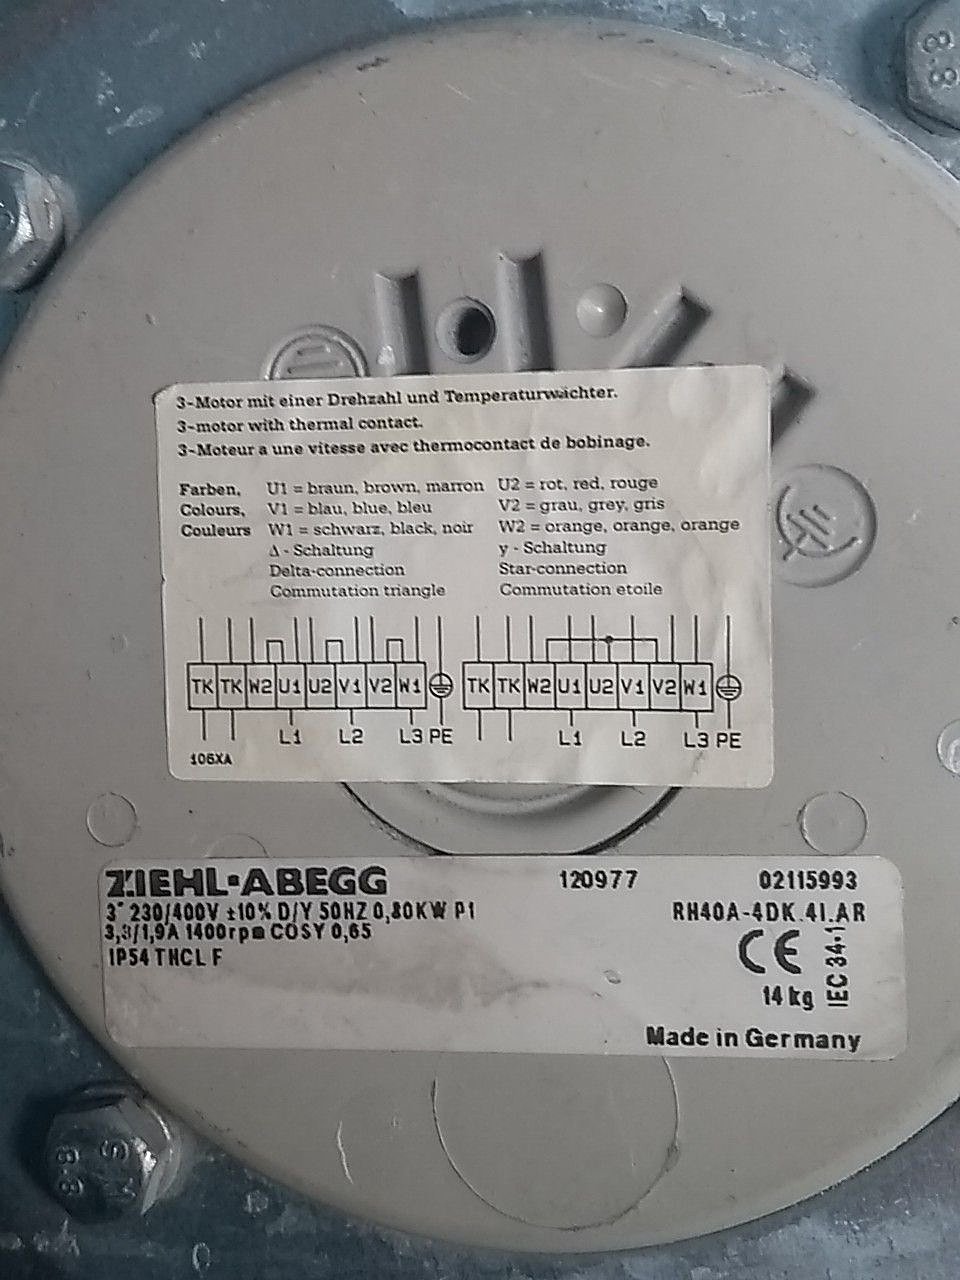 8.8
3-Motor mit einer Drehzahl und Temperaturwächter.
3-motor with thermal contact.
3-Moteur a une vitesse avec thermocontact de bobinage.
Farben, U1 = braun, brown, marron U2 = rot, red, rouge
Colours, V1 = blau, blue, bleu V2 = grau, grey, gris
Couleurs W1 = schwarz, black, noir W2 = orange, orange, orange
Δ - Schaltung y - Schaltung
Delta-connection Star-connection
Commutation triangle Commutation etoile
TK TK W2 U1 U2 V1 V2 W1 TK TK W2 U1 U2 V1 V2 W1
L1 L2 L3 PE L1 L2 L3 PE
106XA
ZIEHL-ABEGG 120977 02115993
3~ 230/400V ±10% D/Y 50HZ 0,80KW P1 RH40A-4DK.4I.AR
3,3/1,9A 1400rpm COSY 0,65
IP54 THCL F CE IEC 34-1
14 kg
Made in Germany
8.8